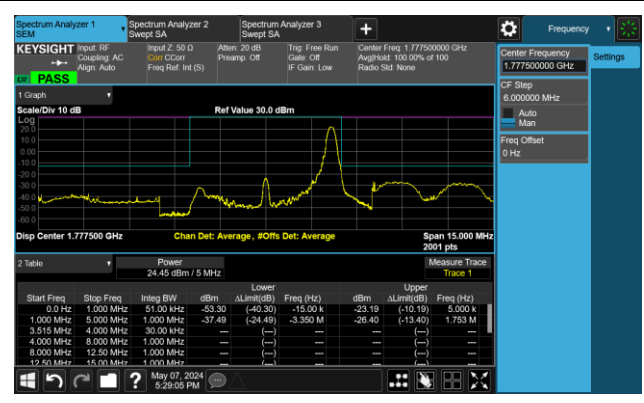 Spectrum Analyzer 1
SEM
Spectrum Analyzer 2
Swept SA
Spectrum Analyzer 3
Swept SA
Frequency
KEYSIGHT
Input: RF
Coupling: AC
Align: Auto
Input Z: 50 Ω
Corr CCorr
Freq Ref: Int (S)
Atten: 20 dB
Preamp: Off
Trig: Free Run
Gate: Off
IF Gain: Low
Center Freq: 1.777500000 GHz
Avg|Hold: 100.00% of 100
Radio Std: None
PASS
Center Frequency
1.777500000 GHz
Settings
CF Step
6.000000 MHz
Auto
Man
Freq Offset
0 Hz
1 Graph
Scale/Div 10 dB
Ref Value 30.0 dBm
Log
20.0
10.0
0.00
-10.0
-20.0
-30.0
-40.0
-50.0
-60.0
Disp Center 1.777500 GHz
Chan Det: Average , #Offs Det: Average
Span 15.000 MHz
2001 pts
2 Table
Power
24.45 dBm / 5 MHz
Measure Trace
Trace 1
Lower Upper
Start Freq Stop Freq Integ BW dBm ΔLimit(dB) Freq (Hz) dBm ΔLimit(dB) Freq (Hz)
0.0 Hz 1.000 MHz 51.00 kHz -53.30 (-40.30) -15.00 k -23.19 (-10.19) 5.000 k
1.000 MHz 5.000 MHz 1.000 MHz -37.49 (-24.49) -3.350 M -26.40 (-13.40) 1.753 M
3.515 MHz 4.000 MHz 30.00 kHz --- (---) --- --- (---) ---
4.000 MHz 8.000 MHz 1.000 MHz --- (---) --- --- (---) ---
8.000 MHz 12.50 MHz 1.000 MHz --- (---) --- --- (---) ---
12.50 MHz 15.00 MHz 1.000 MHz --- (---) --- --- (---) ---
May 07, 2024
5:29:05 PM